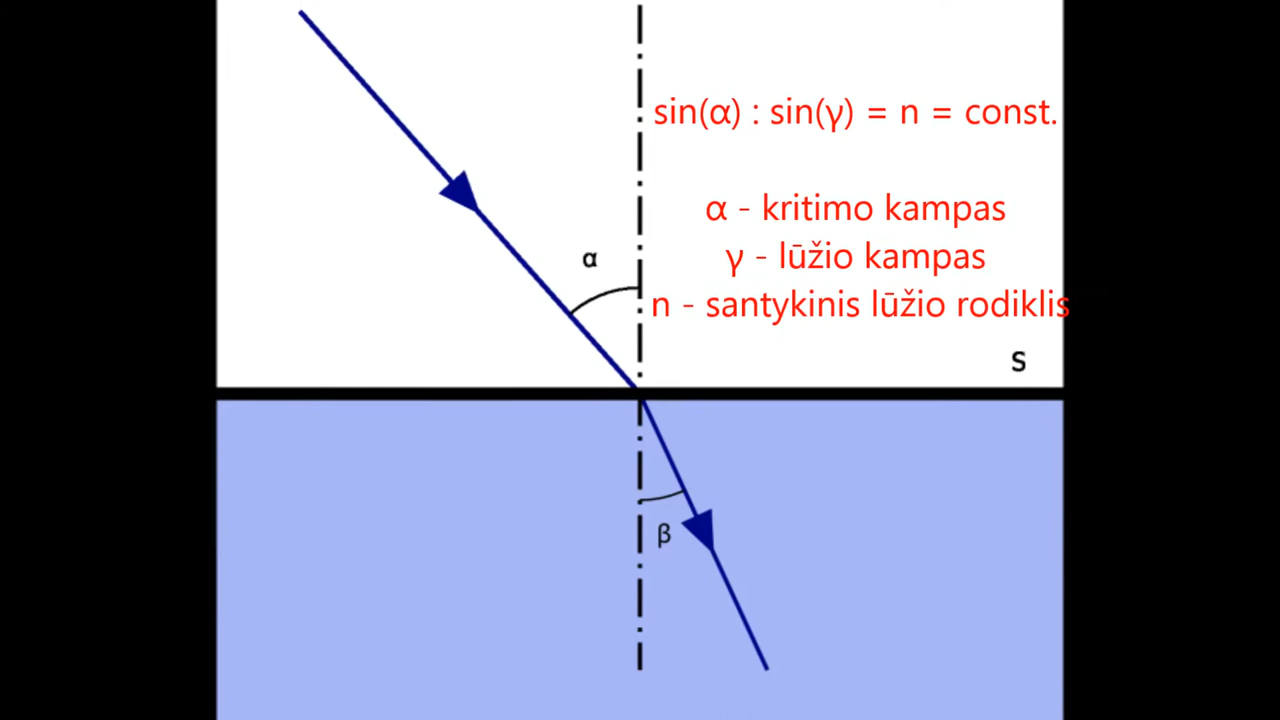 sin(α) : sin(γ) = n = const.
α - kritimo kampas
γ - lūžio kampas
n - santykinis lūžio rodiklis
α
S
β